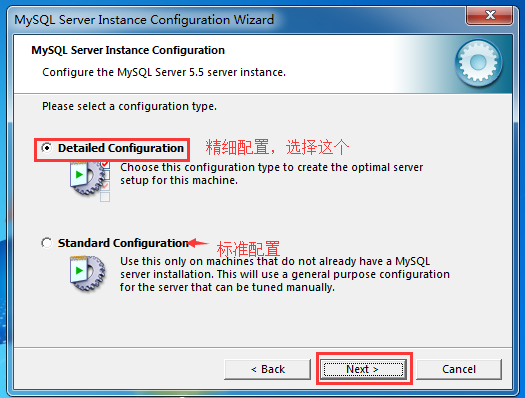 MySQL Server Instance Configuration Wizard
MySQL Server Instance Configuration
Configure the MySQL Server 5.5 server instance.
Please select a configuration type.
Detailed Configuration 精细配置，选择这个
Choose this configuration type to create the optimal server
setup for this machine.
Standard Configuration 标准配置
Use this only on machines that do not already have a MySQL
server installation. This will use a general purpose configuration
for the server that can be tuned manually.
< Back Next > Cancel